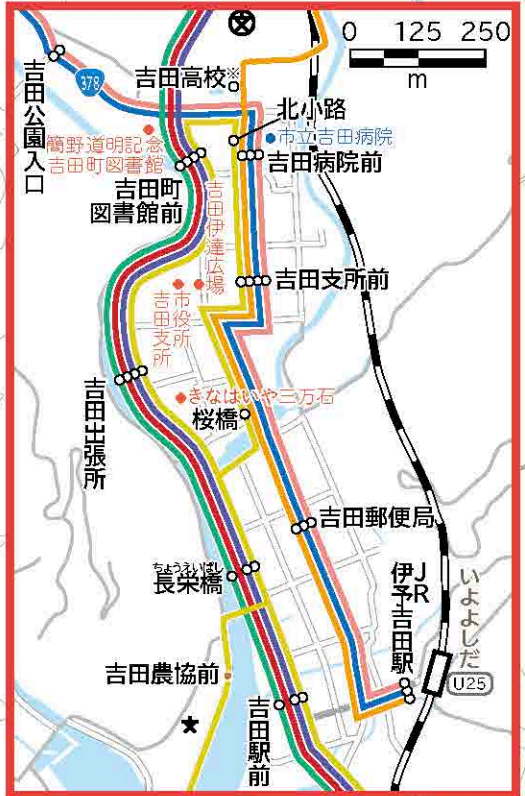 0 125 250
m
378
吉田公園入口
吉田高校※
北小路
市立吉田病院
簡野道明記念
吉田町図書館
吉田病院前
吉田町
図書館前
吉田伊達広場
吉田支所前
市役所
吉田支所
きなはいや三万石
桜橋
吉田出張所
吉田郵便局
ちょうえいばし
長栄橋
JR
伊予吉田駅
いよよしだ
U25
吉田農協前
吉田駅前